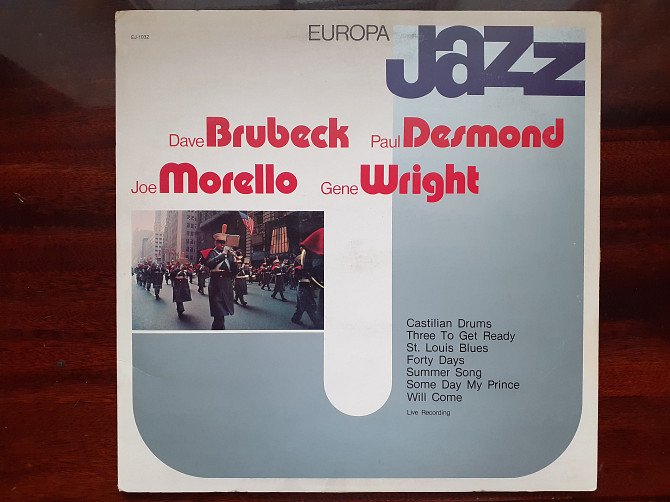 EJ-1032
EUROPA
Jazz
Dave Brubeck Paul Desmond
Joe Morello Gene Wright
Castilian Drums
Three To Get Ready
St. Louis Blues
Forty Days
Summer Song
Some Day My Prince
Will Come
Live Recording